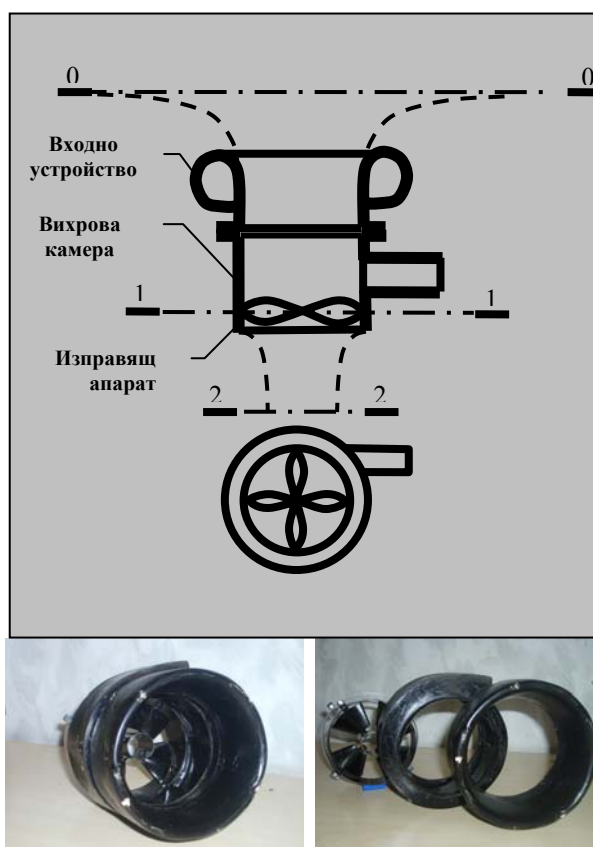 0
0
Входно
устройство
Вихрова
камера
1
1
Изправящ
апарат
2
2